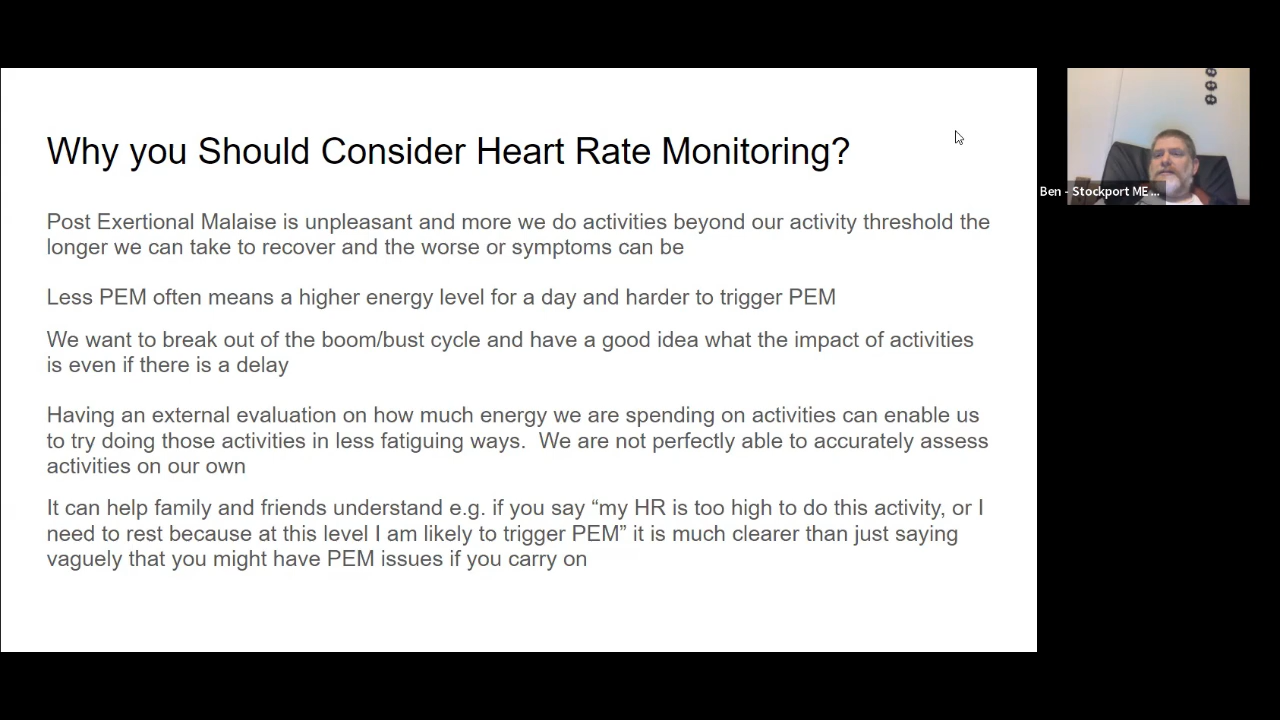 Why you Should Consider Heart Rate Monitoring?
Post Exertional Malaise is unpleasant and more we do activities beyond our activity threshold the
longer we can take to recover and the worse or symptoms can be
Less PEM often means a higher energy level for a day and harder to trigger PEM
We want to break out of the boom/bust cycle and have a good idea what the impact of activities
is even if there is a delay
Having an external evaluation on how much energy we are spending on activities can enable us
to try doing those activities in less fatiguing ways.  We are not perfectly able to accurately assess
activities on our own
It can help family and friends understand e.g. if you say “my HR is too high to do this activity, or I
need to rest because at this level I am likely to trigger PEM” it is much clearer than just saying
vaguely that you might have PEM issues if you carry on
Ben - Stockport ME ...